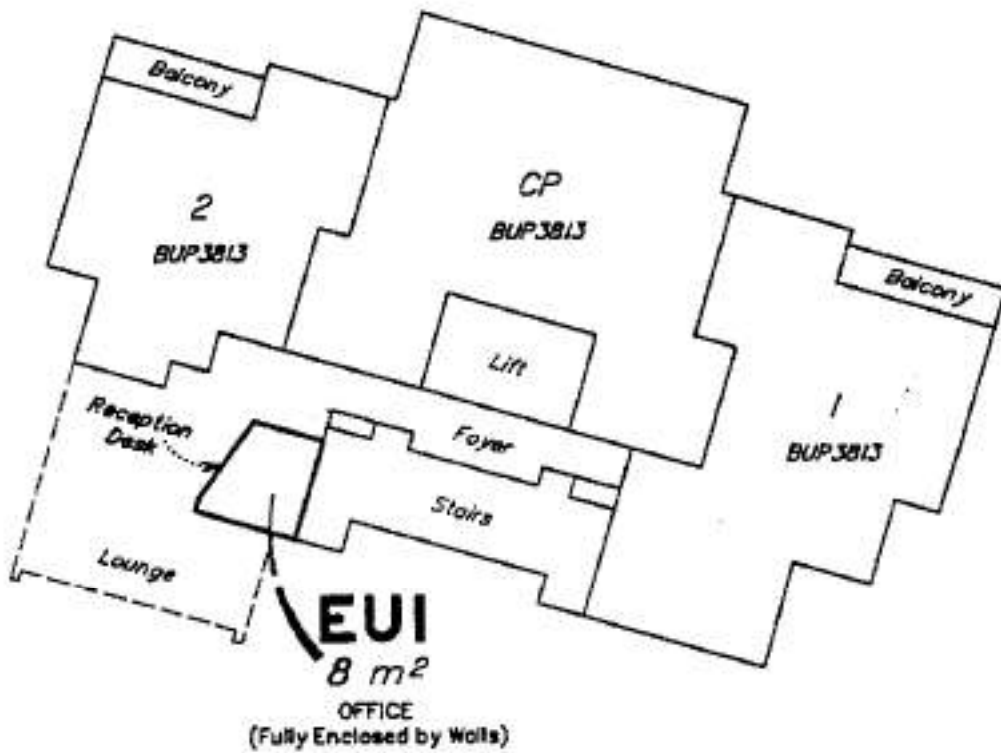 Balcony
2
BUP3813
CP
BUP3813
Balcony
Lift
1
BUP3813
Reception
Desk
Foyer
Stairs
Lounge
EUI
8 m²
OFFICE
(Fully Enclosed by Walls)